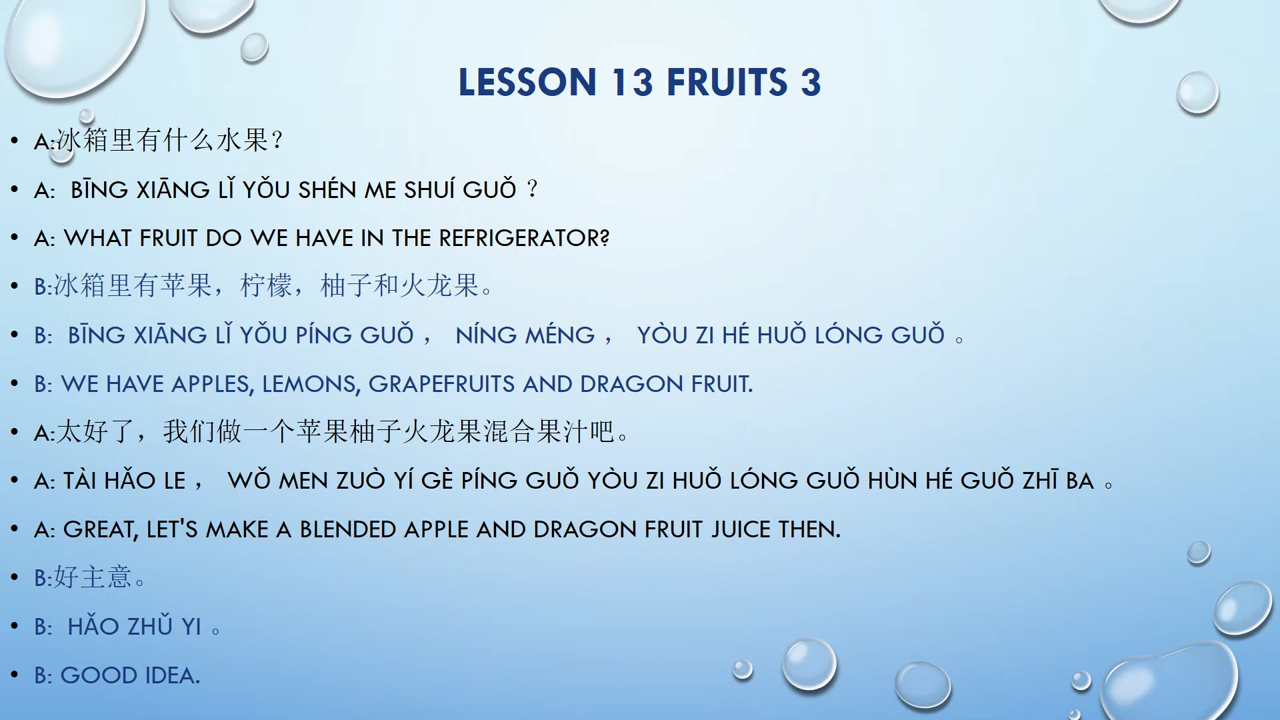 LESSON 13 FRUITS 3
• A:冰箱里有什么水果？
• A: BĪNG XIĀNG LǏ YǑU SHÉN ME SHUÍ GUǑ ？
• A: WHAT FRUIT DO WE HAVE IN THE REFRIGERATOR?
• B:冰箱里有苹果，柠檬，柚子和火龙果。
• B: BĪNG XIĀNG LǏ YǑU PÍNG GUǑ ， NÍNG MÉNG ， YÒU ZI HÉ HUǑ LÓNG GUǑ 。
• B: WE HAVE APPLES, LEMONS, GRAPEFRUITS AND DRAGON FRUIT.
• A:太好了，我们做一个苹果柚子火龙果混合果汁吧。
• A: TÀI HǍO LE ， WǑ MEN ZUÒ YÍ GÈ PÍNG GUǑ YÒU ZI HUǑ LÓNG GUǑ HÙN HÉ GUǑ ZHĪ BA 。
• A: GREAT, LET'S MAKE A BLENDED APPLE AND DRAGON FRUIT JUICE THEN.
• B:好主意。
• B: HǍO ZHǓ YI 。
• B: GOOD IDEA.